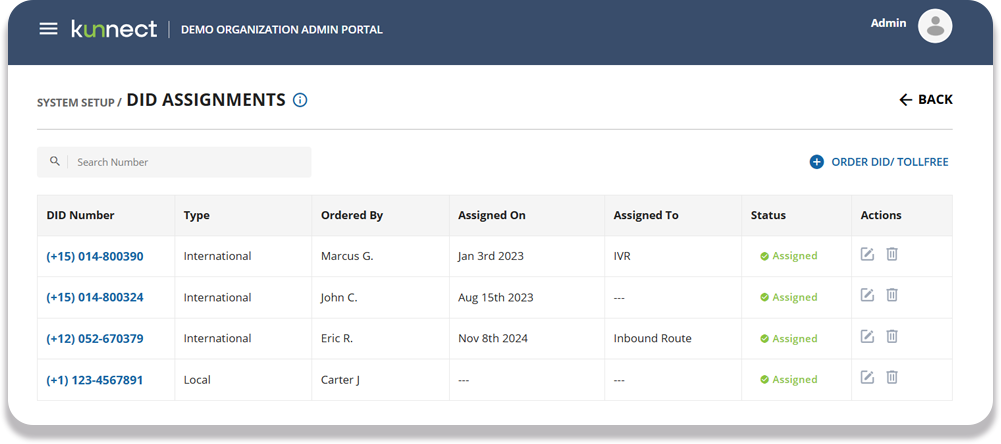 kunnect DEMO ORGANIZATION ADMIN PORTAL Admin
SYSTEM SETUP / DID ASSIGNMENTS BACK
Search Number ORDER DID/ TOLLFREE
DID Number Type Ordered By Assigned On Assigned To Status Actions
(+15) 014-800390 International Marcus G. Jan 3rd 2023 IVR Assigned
(+15) 014-800324 International John C. Aug 15th 2023 --- Assigned
(+12) 052-670379 International Eric R. Nov 8th 2024 Inbound Route Assigned
(+1) 123-4567891 Local Carter J --- --- Assigned